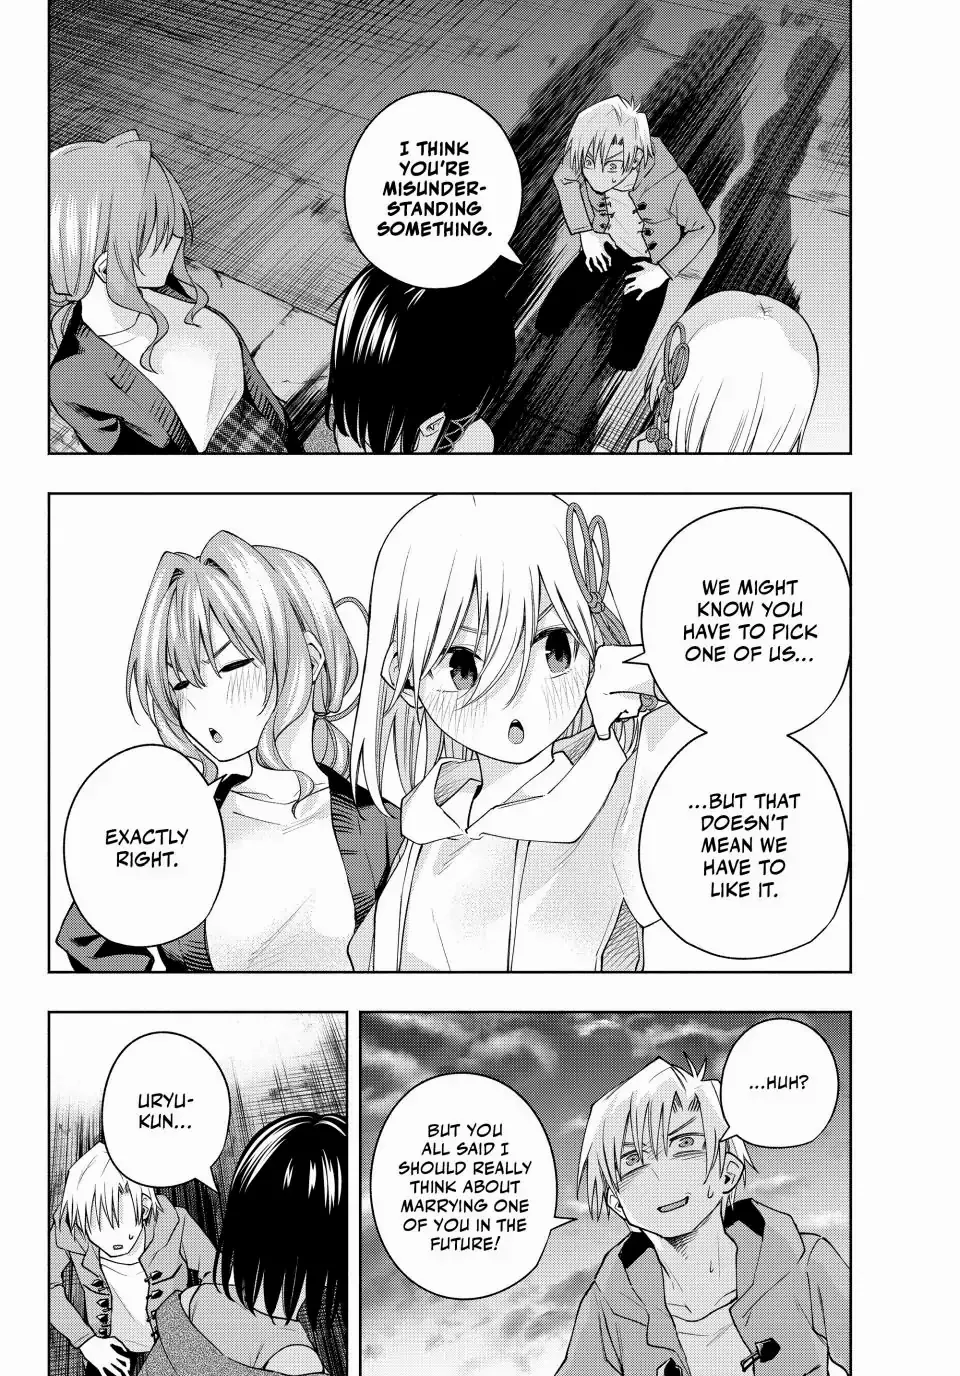 I THINK
YOU'RE
MISUNDER-
STANDING
SOMETHING.
WE MIGHT
KNOW YOU
HAVE TO PICK
ONE OF US...
...BUT THAT
DOESN'T
MEAN WE
HAVE TO
LIKE IT.
EXACTLY
RIGHT.
...HUH?
BUT YOU
ALL SAID I
SHOULD REALLY
THINK ABOUT
MARRYING ONE
OF YOU IN THE
FUTURE!
URYU-
KUN...